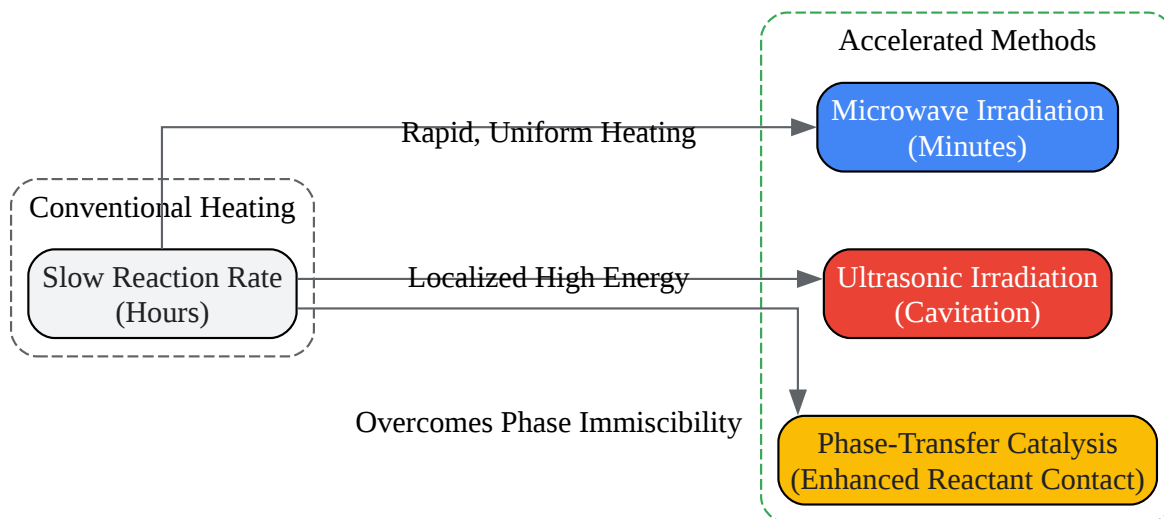 Accelerated Methods
Microwave Irradiation
(Minutes)
Rapid, Uniform Heating
Conventional Heating
Slow Reaction Rate
(Hours)
Localized High Energy
Ultrasonic Irradiation
(Cavitation)
Overcomes Phase Immiscibility
Phase-Transfer Catalysis
(Enhanced Reactant Contact)